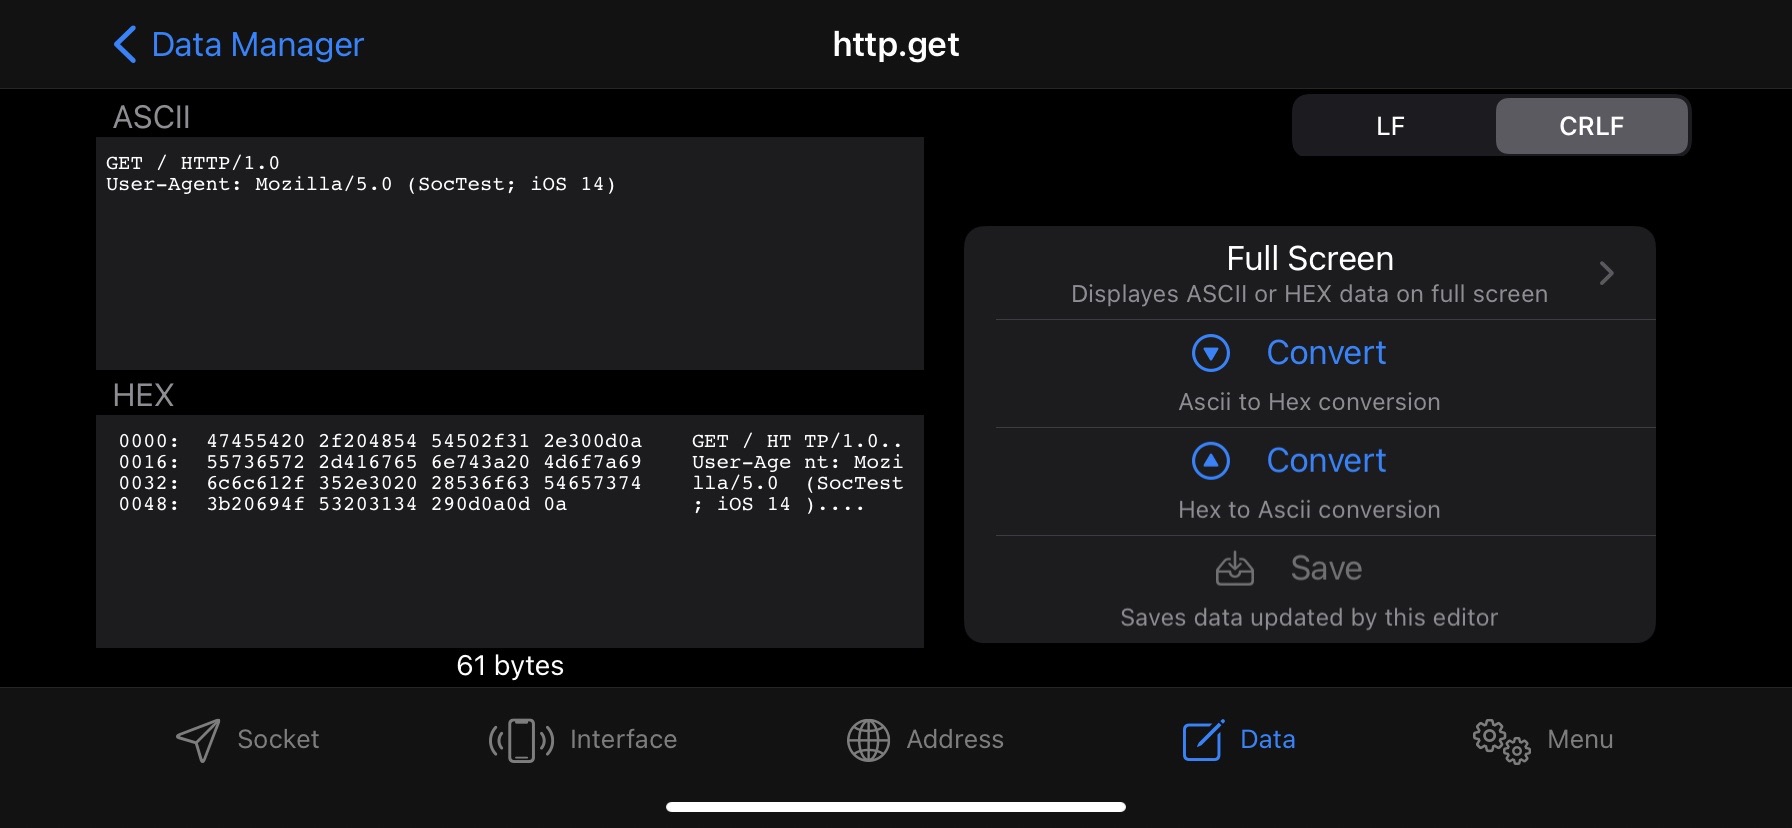 Data Manager
http.get
ASCII
GET / HTTP/1.0
User-Agent: Mozilla/5.0 (SocTest; iOS 14)
HEX
0000: 47455420 2f204854 54502f31 2e300d0a GET / HT TP/1.0..
0016: 55736572 2d416765 6e743a20 4d6f7a69 User-Age nt: Mozi
0032: 6c6c612f 352e3020 28536f63 54657374 lla/5.0  (SocTest
0048: 3b20694f 53203134 290d0a0d 0a ; iOS 14 )....
61 bytes
LF
CRLF
Full Screen
Displayes ASCII or HEX data on full screen
Convert
Ascii to Hex conversion
Convert
Hex to Ascii conversion
Save
Saves data updated by this editor
Socket
Interface
Address
Data
Menu